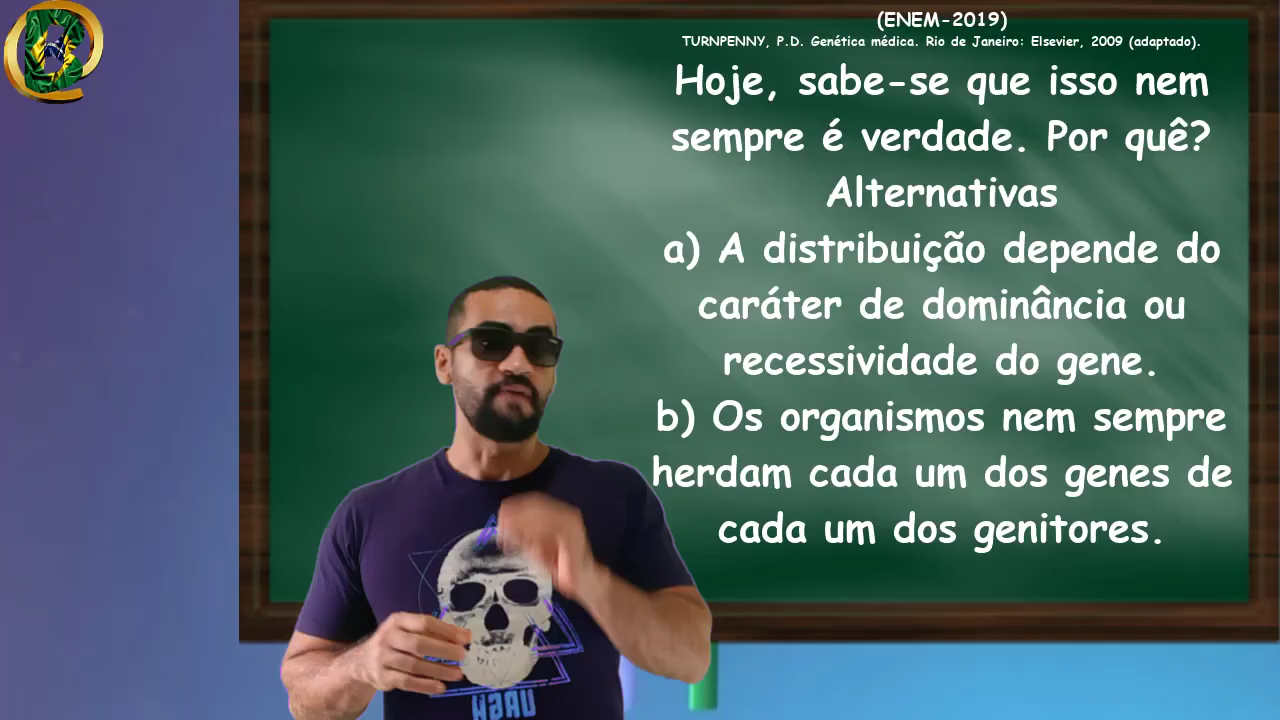 (ENEM-2019)
TURNPENNY, P.D. Genética médica. Rio de Janeiro: Elsevier, 2009 (adaptado).
Hoje, sabe-se que isso nem
sempre é verdade. Por quê?
Alternativas
a) A distribuição depende do
caráter de dominância ou
recessividade do gene.
b) Os organismos nem sempre
herdam cada um dos genes de
cada um dos genitores.